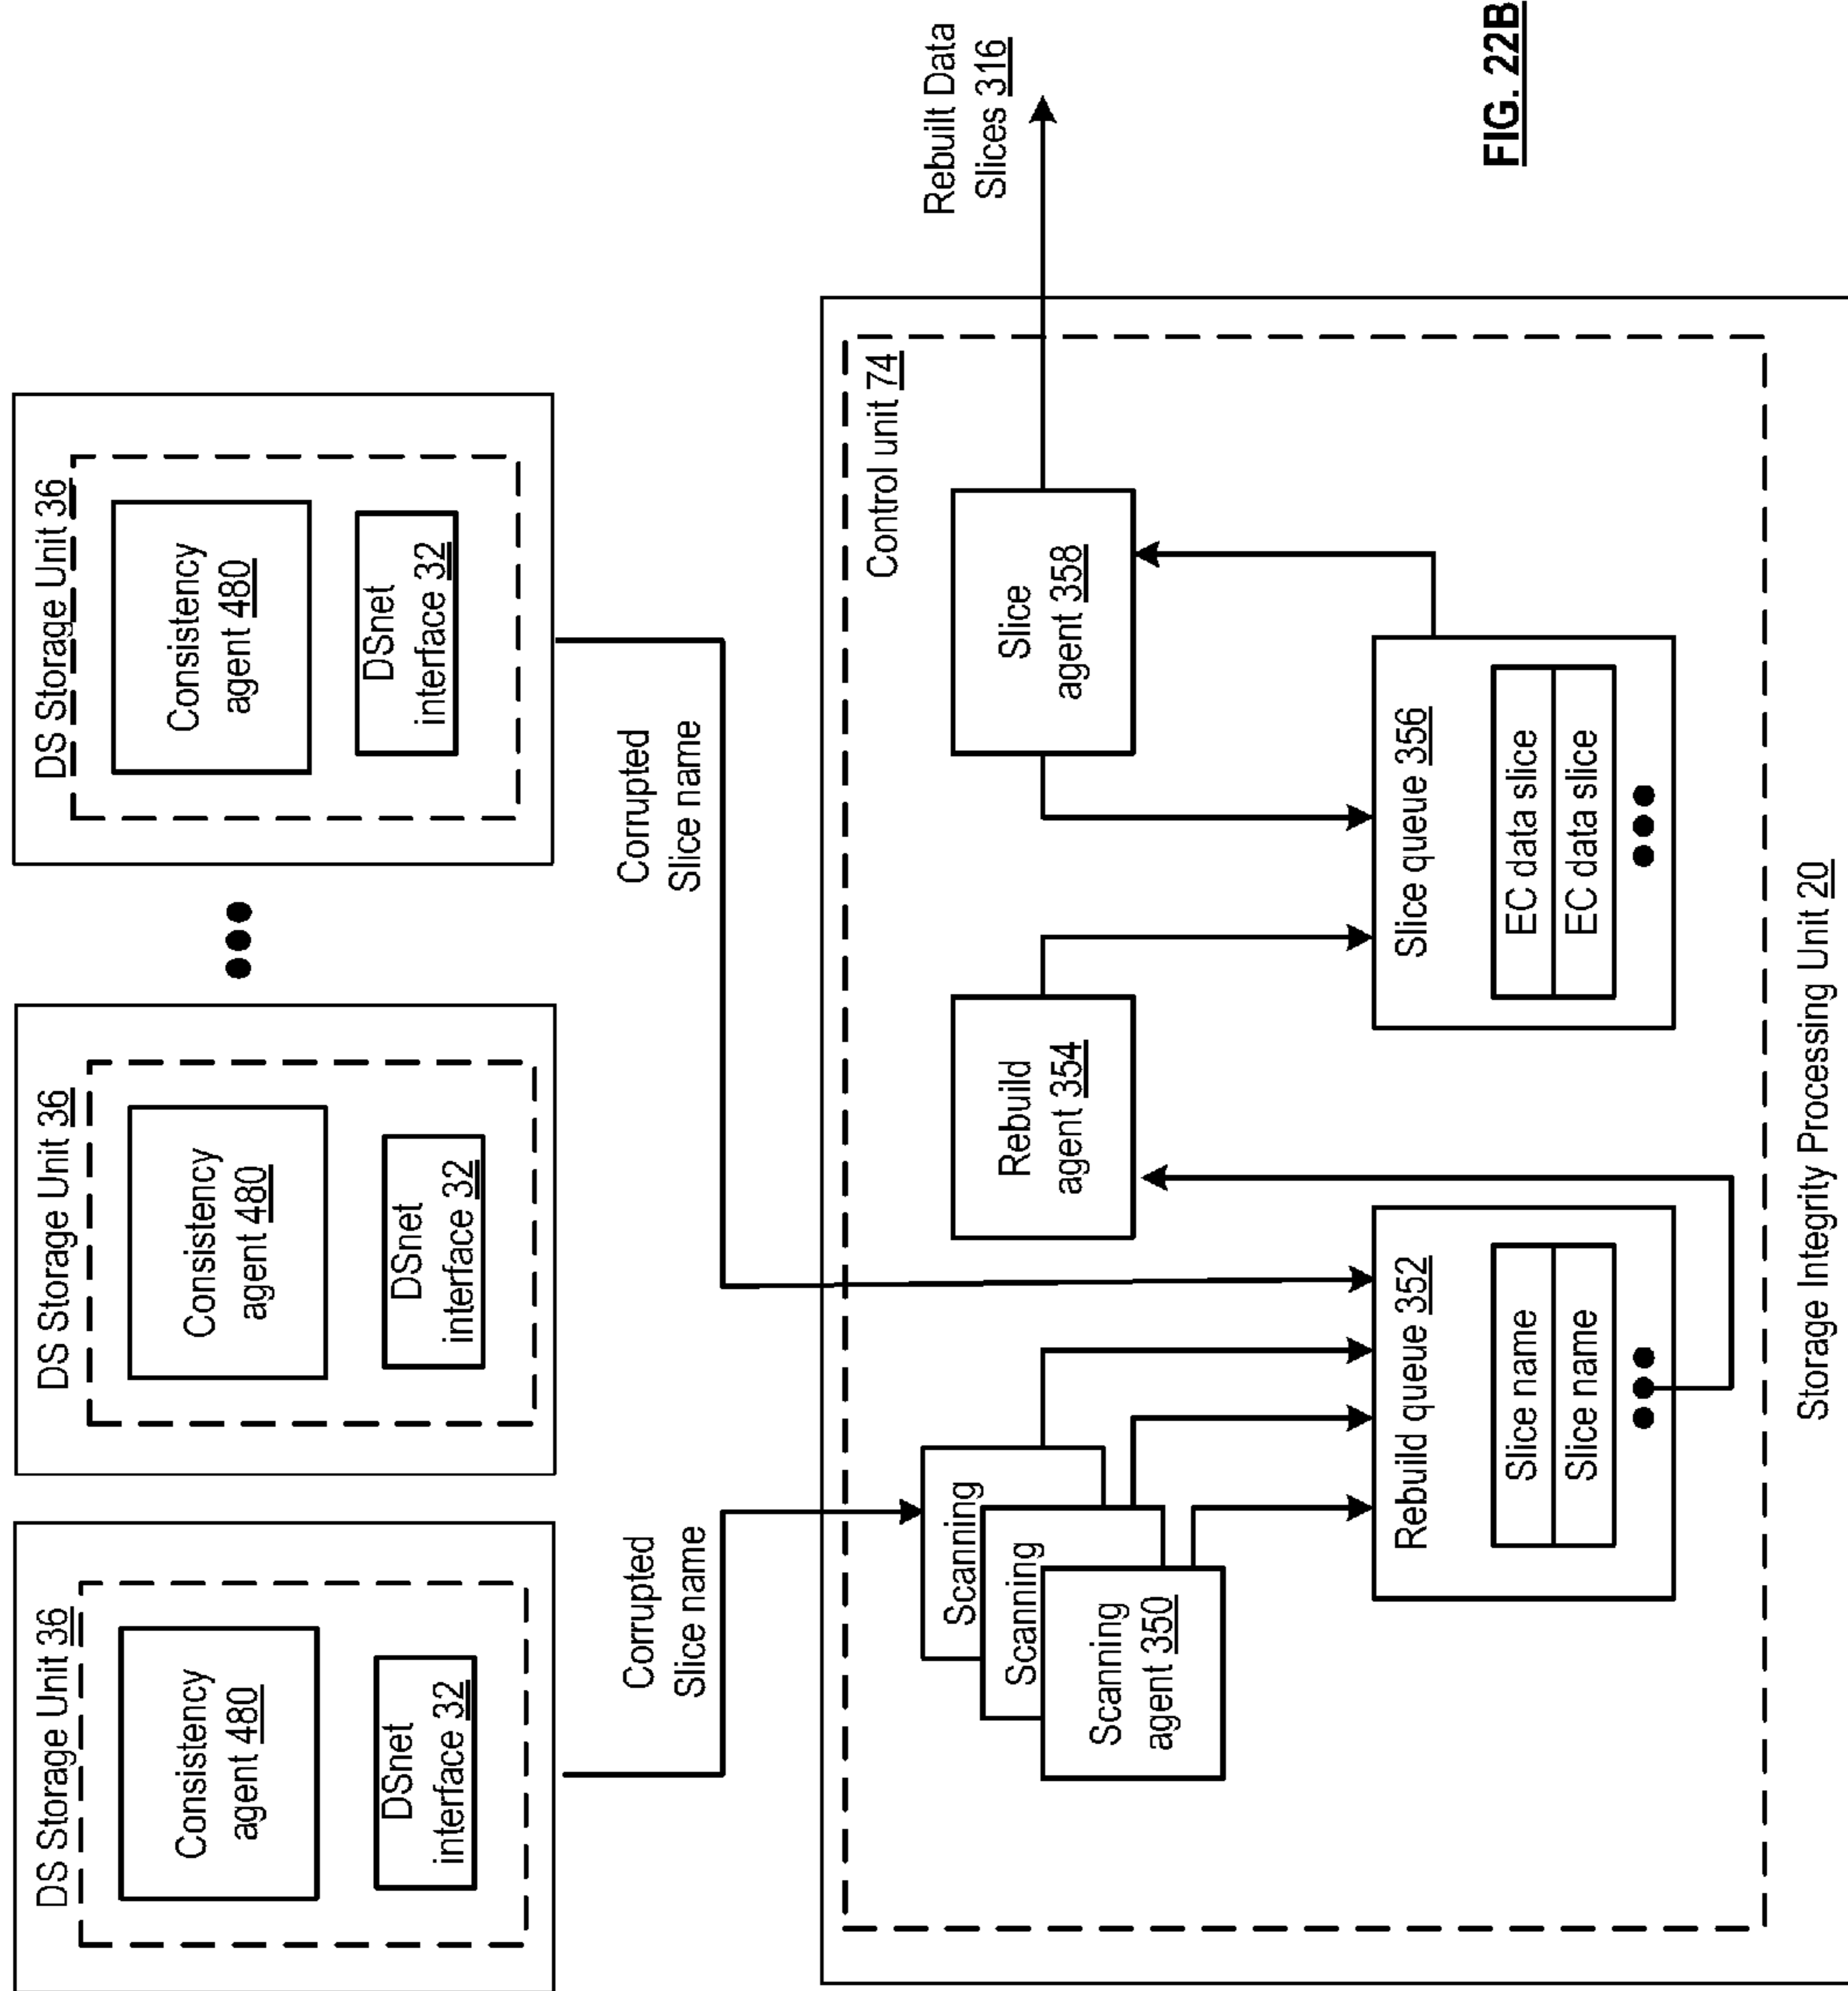 DS Storage Unit 36
Consistency
agent 480
DSnet
interface 32
DS Storage Unit 36
Consistency
agent 480
DSnet
interface 32
DS Storage Unit 36
Consistency
agent 480
DSnet
interface 32
Corrupted
Slice name
Corrupted
Slice name
Control unit 74
Scanning
Scanning
Scanning
agent 350
Rebuild
agent 354
Slice
agent 358
Rebuilt Data
Slices 316
Rebuild queue 352
Slice name
Slice name
Slice queue 356
EC data slice
EC data slice
Storage Integrity Processing Unit 20
FIG. 22B